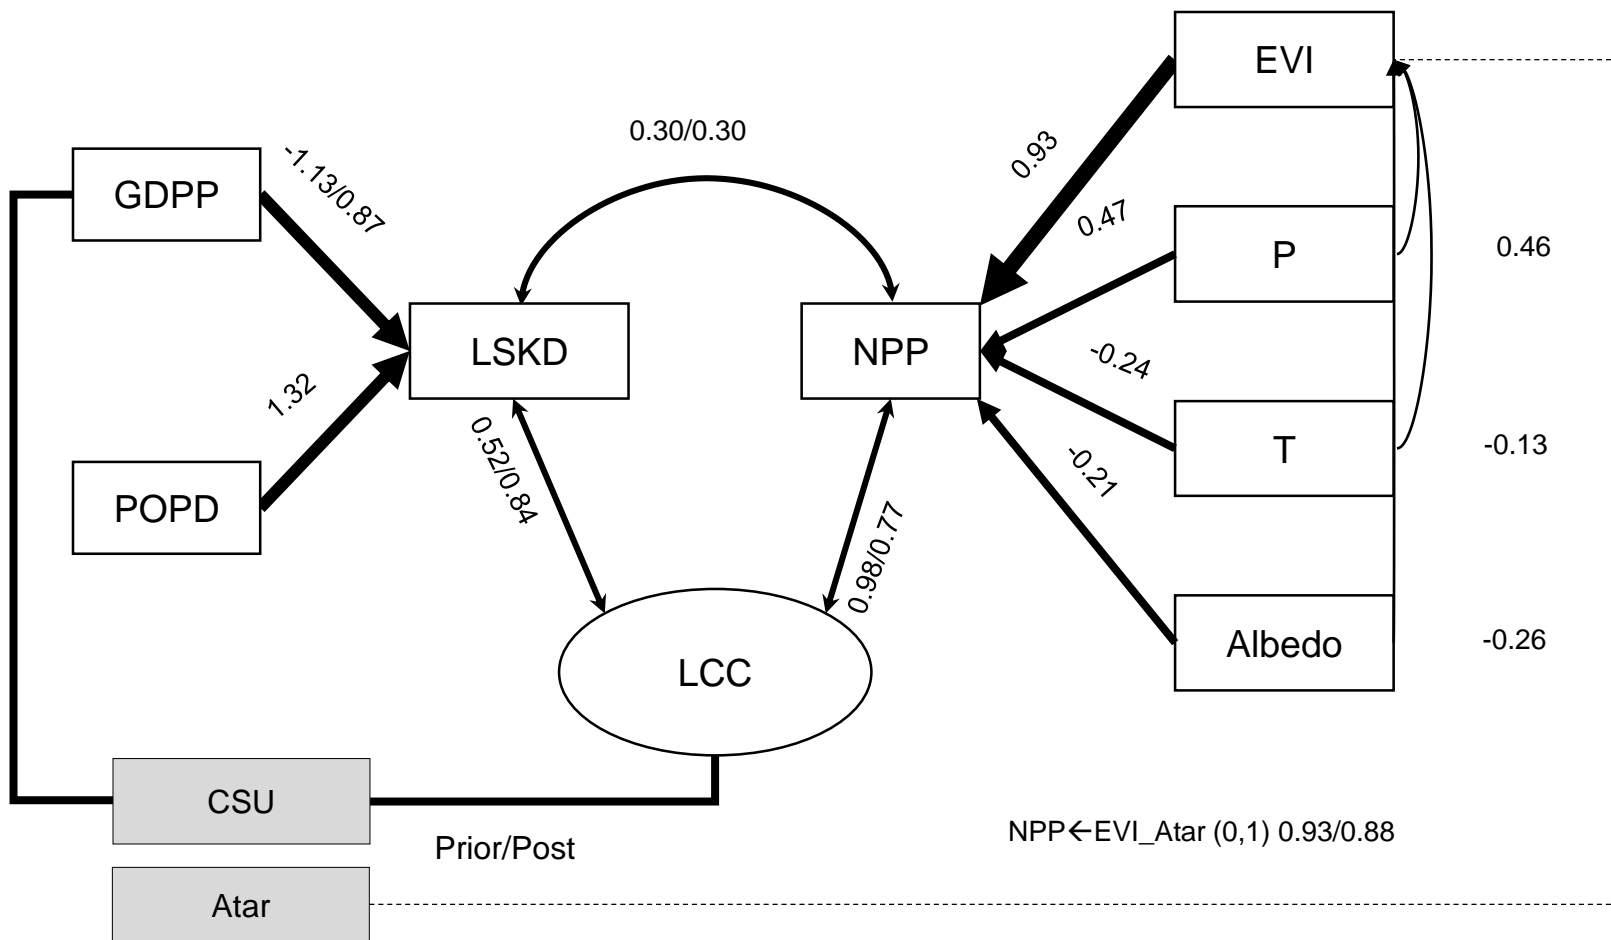 EVI
0.30/0.30
-1.13/0.87
0.93
GDPP
0.47
P
0.46
LSKD
NPP
-0.24
1.32
0.52/0.84
T
-0.13
-0.21
POPD
0.98/0.77
Albedo
-0.26
LCC
CSU
Prior/Post
NPP←EVI_Atar (0,1) 0.93/0.88
Atar